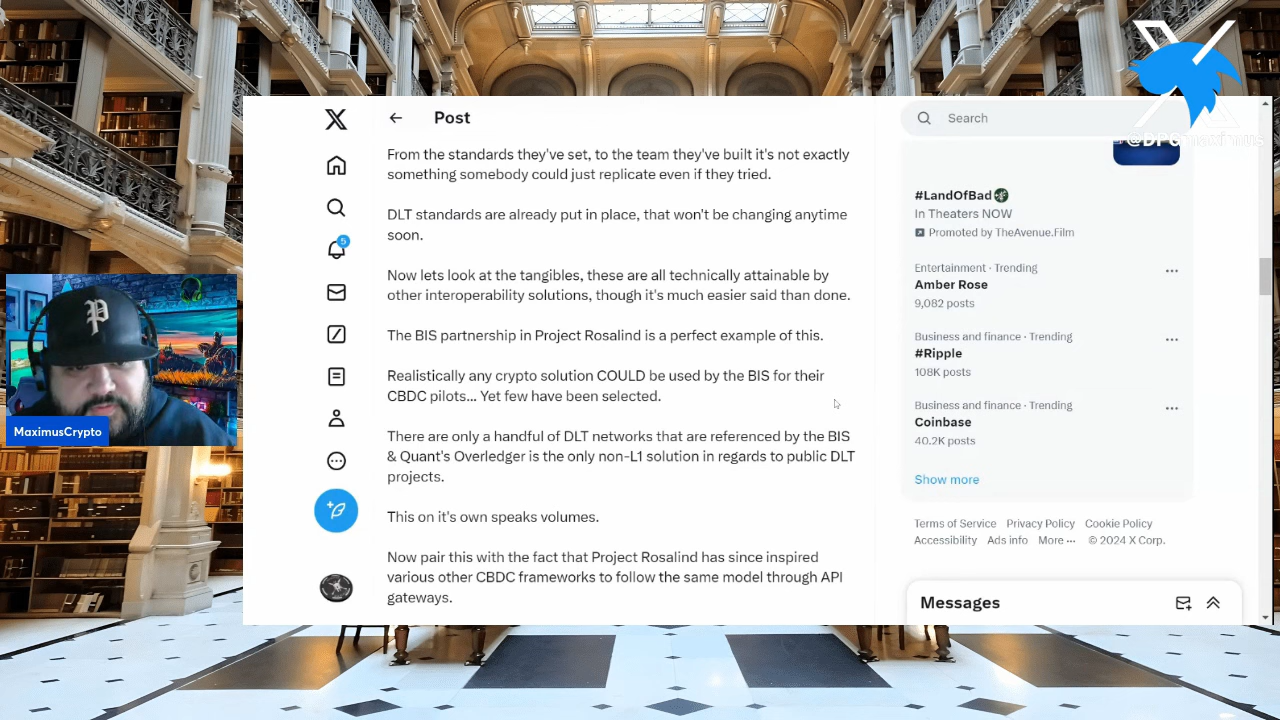 Post
From the standards they've set, to the team they've built it's not exactly
something somebody could just replicate even if they tried.
DLT standards are already put in place, that won't be changing anytime
soon.
Now lets look at the tangibles, these are all technically attainable by
other interoperability solutions, though it's much easier said than done.
The BIS partnership in Project Rosalind is a perfect example of this.
Realistically any crypto solution COULD be used by the BIS for their
CBDC pilots... Yet few have been selected.
There are only a handful of DLT networks that are referenced by the BIS
& Quant's Overledger is the only non-L1 solution in regards to public DLT
projects.
This on it's own speaks volumes.
Now pair this with the fact that Project Rosalind has since inspired
various other CBDC frameworks to follow the same model through API
gateways.
5
Search
@DPGmaximus
#LandOfBad
In Theaters NOW
Promoted by TheAvenue.Film
Entertainment · Trending
Amber Rose
9,082 posts
Business and finance · Trending
#Ripple
108K posts
Business and finance · Trending
Coinbase
40.2K posts
Show more
Terms of Service Privacy Policy Cookie Policy
Accessibility Ads info More ··· © 2024 X Corp.
Messages
P
MaximusCrypto